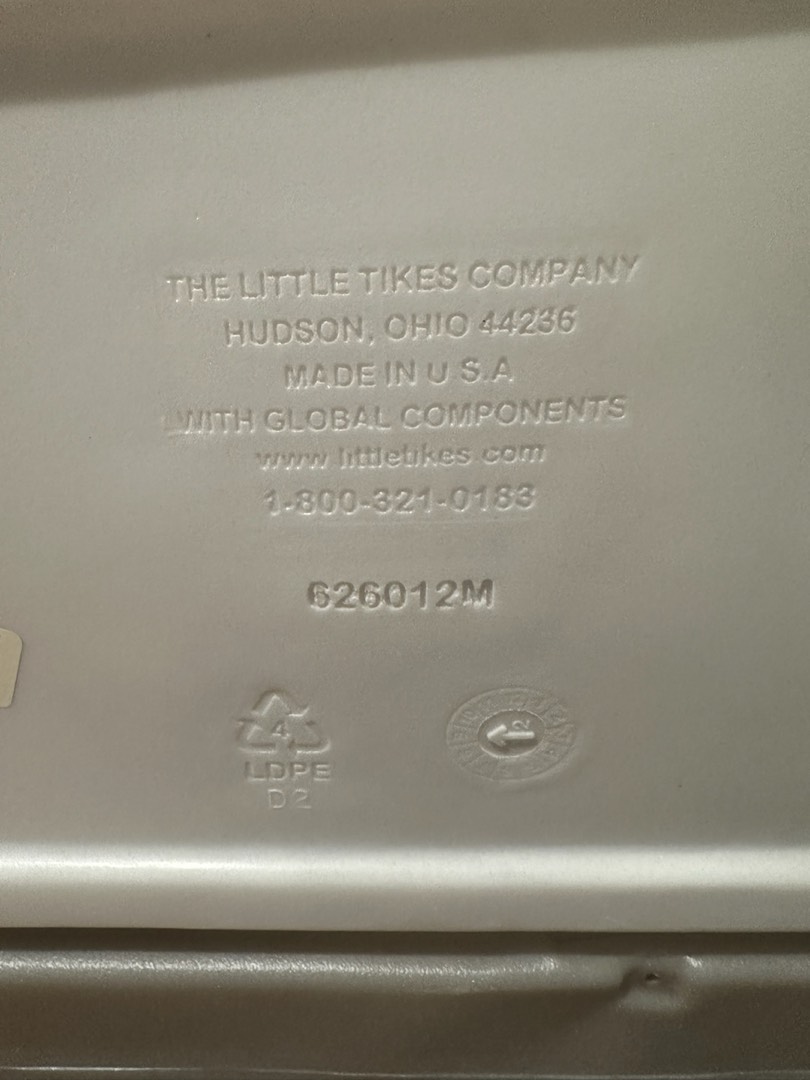 THE LITTLE TIKES COMPANY
HUDSON, OHIO 44236
MADE IN U.S.A
WITH GLOBAL COMPONENTS
www.littletikes.com
1-800-321-0183
626012M
4
LDPE
D2
12